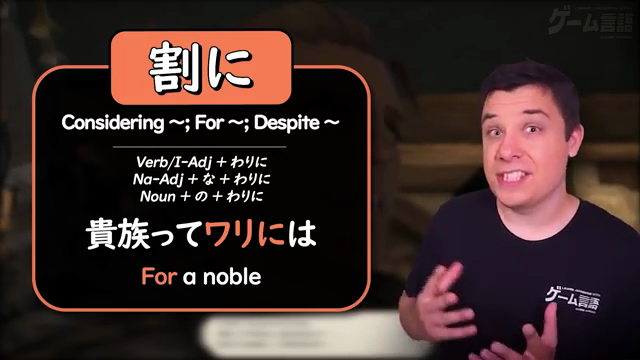 ゲーム言語
割に
Considering ～; For ～; Despite ～
Verb/I-Adj + わりに
Na-Adj + な + わりに
Noun + の + わりに
貴族ってワリには
For a noble
ゲーム言語